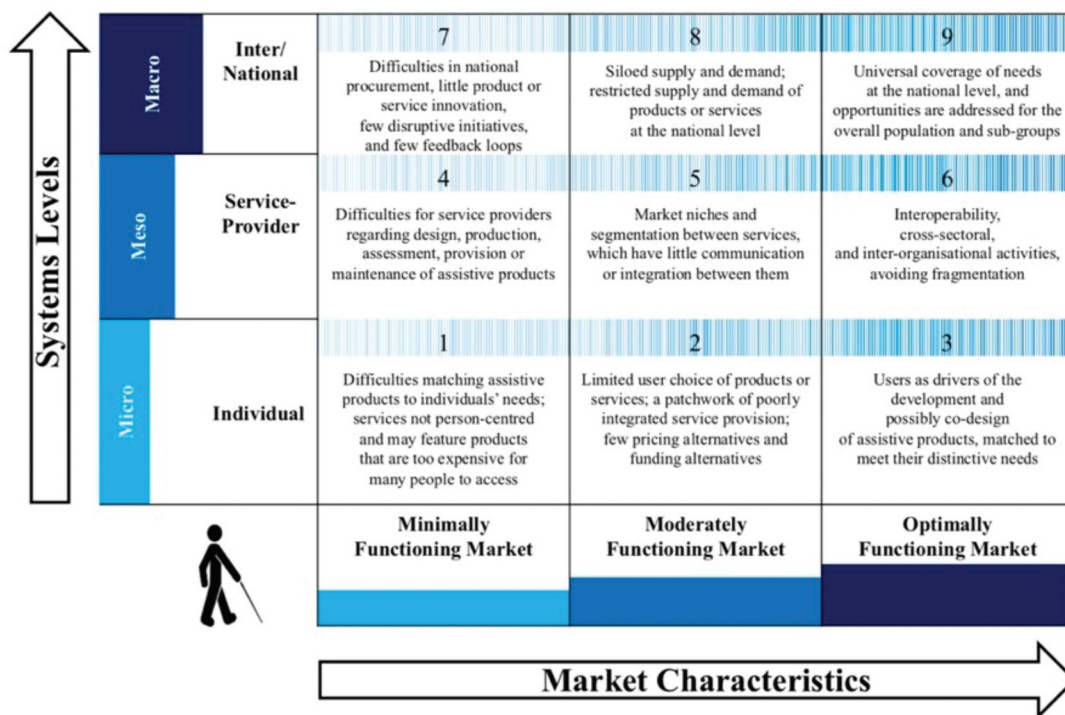 Systems Levels
Macro
Inter/
National
7
Difficulties in national
procurement, little product or
service innovation,
few disruptive initiatives,
and few feedback loops
8
Siloed supply and demand;
restricted supply and demand of
products or services
at the national level
9
Universal coverage of needs
at the national level, and
opportunities are addressed for the
overall population and sub-groups
Meso
Service-
Provider
4
Difficulties for service providers
regarding design, production,
assessment, provision or
maintenance of assistive products
5
Market niches and
segmentation between services,
which have little communication
or integration between them
6
Interoperability,
cross-sectoral,
and inter-organisational activities,
avoiding fragmentation
Micro
Individual
1
Difficulties matching assistive
products to individuals' needs;
services not person-centred
and may feature products
that are too expensive for
many people to access
2
Limited user choice of products or
services; a patchwork of poorly
integrated service provision;
few pricing alternatives and
funding alternatives
3
Users as drivers of the
development and
possibly co-design
of assistive products, matched to
meet their distinctive needs
Minimally
Functioning Market
Moderately
Functioning Market
Optimally
Functioning Market
Market Characteristics